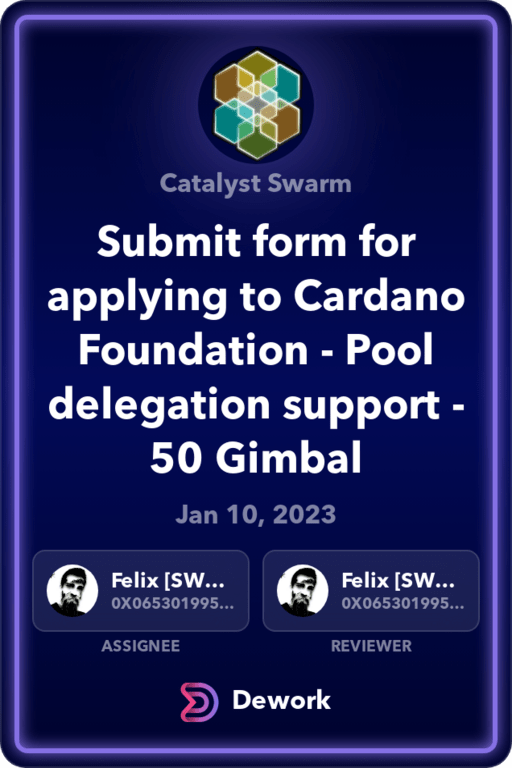 Catalyst Swarm
Submit form for
applying to Cardano
Foundation - Pool
delegation support -
50 Gimbal
Jan 10, 2023
Felix [SW...
0X065301995...
ASSIGNEE
Felix [SW...
0X065301995...
REVIEWER
Dework